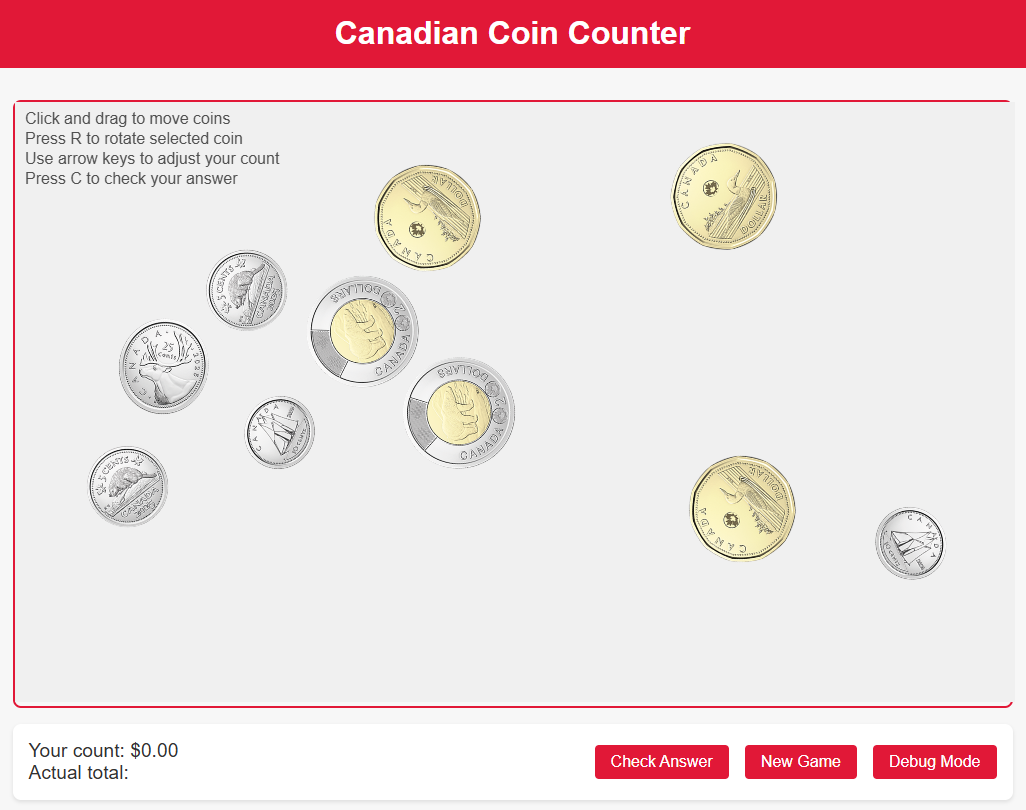 Canadian Coin Counter
Click and drag to move coins
Press R to rotate selected coin
Use arrow keys to adjust your count
Press C to check your answer
CANADA
DOLLAR
CANADA
DOLLAR
5 CENTS
CANADA
2 DOLLARS
CANADA
CANADA
25
cents
2 DOLLARS
CANADA
CANADA
5 CENTS
CANADA
CANADA
DOLLAR
CANADA
10 CENTS
Your count: $0.00
Actual total:
Check Answer
New Game
Debug Mode